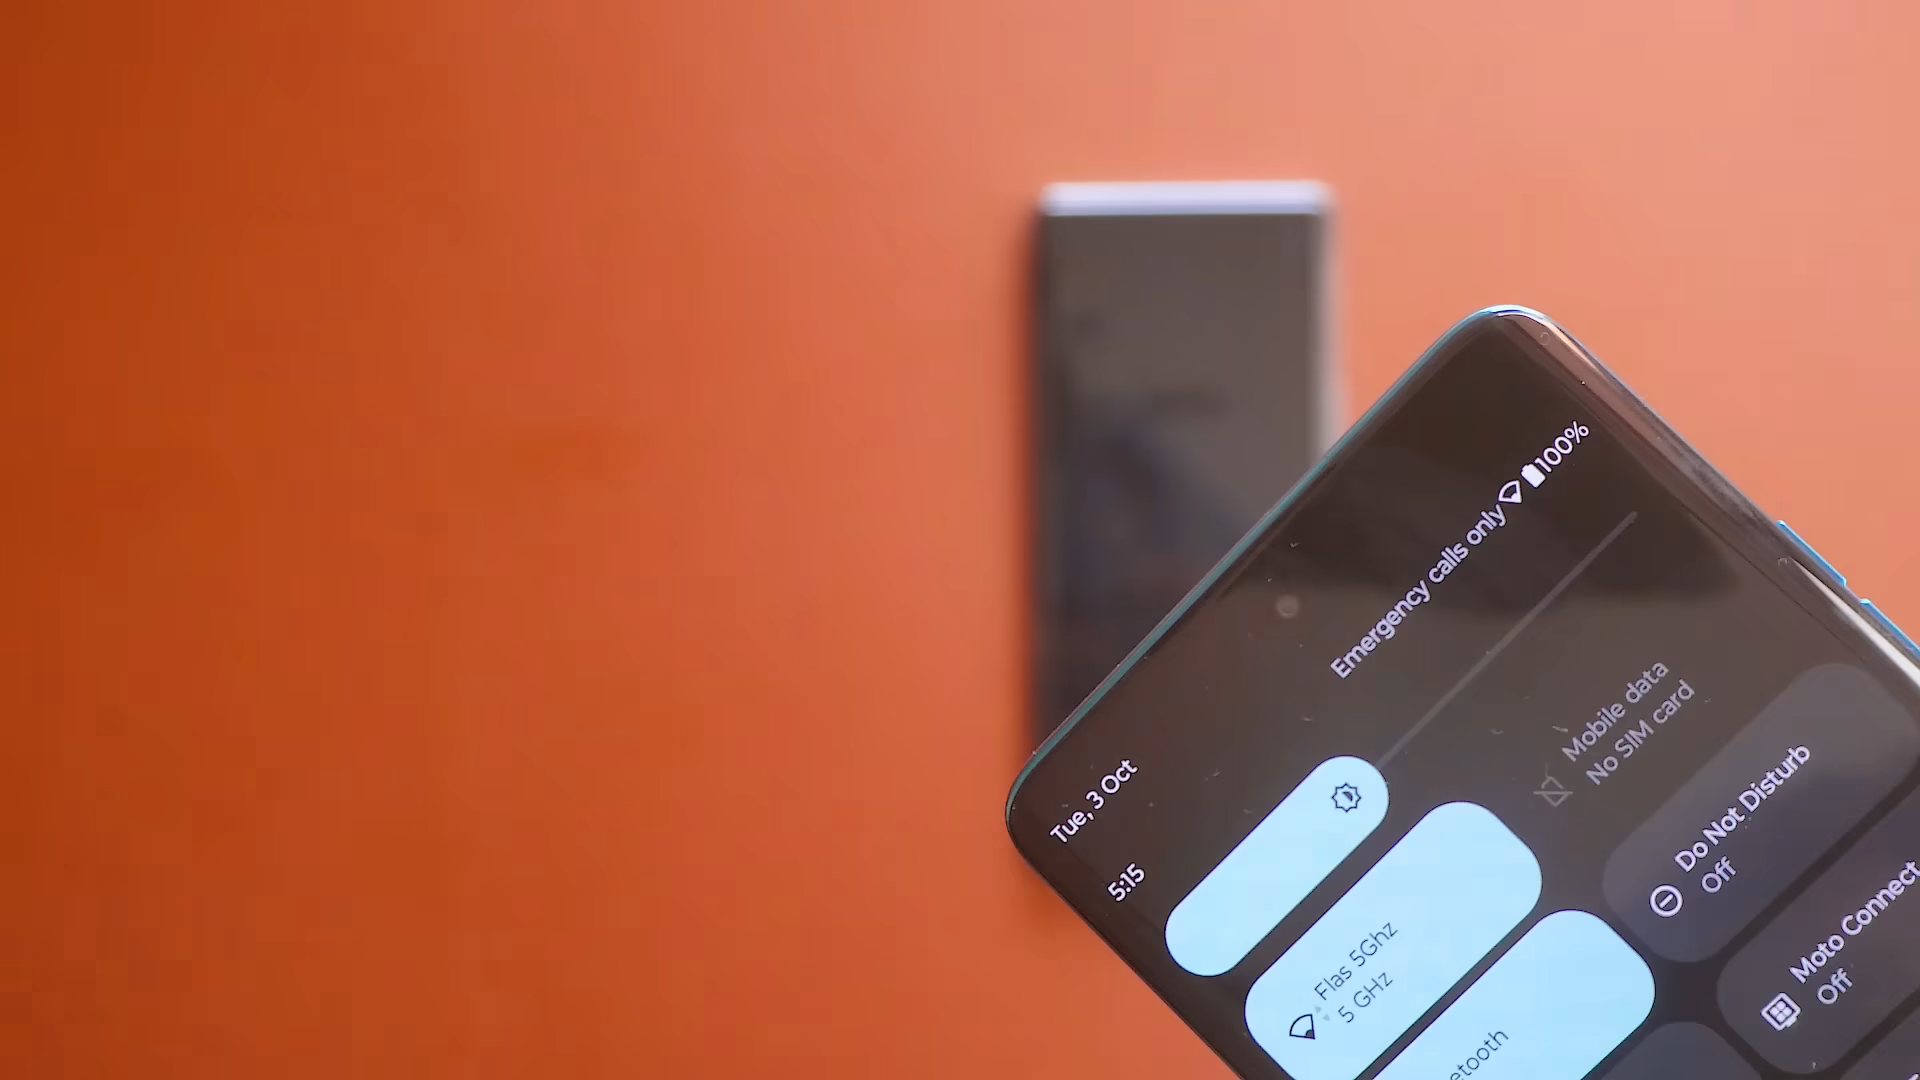 Emergency calls only 100%
Tue, 3 Oct
5:15
Mobile data
No SIM card
Flas 5Ghz
5 GHz
Do Not Disturb
Off
etooth
Moto Connect
Off